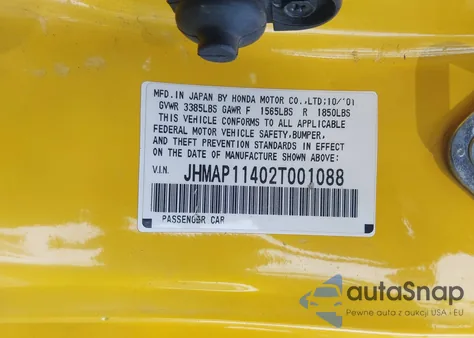 MFD.IN JAPAN BY HONDA MOTOR CO.,LTD;10/'01
GVWR 3385LBS GAWR F 1565LBS R 1850LBS
THIS VEHICLE CONFORMS TO ALL APPLICABLE
FEDERAL MOTOR VEHICLE SAFETY,BUMPER,
AND THEFT PREVENTION STANDARDS IN EFFECT
ON THE DATE OF MANUFACTURE SHOWN ABOVE:
V.I.N. JHMAP11402T001088
PASSENGER CAR
autaSnap
Pewne auta z aukcji USA i EU